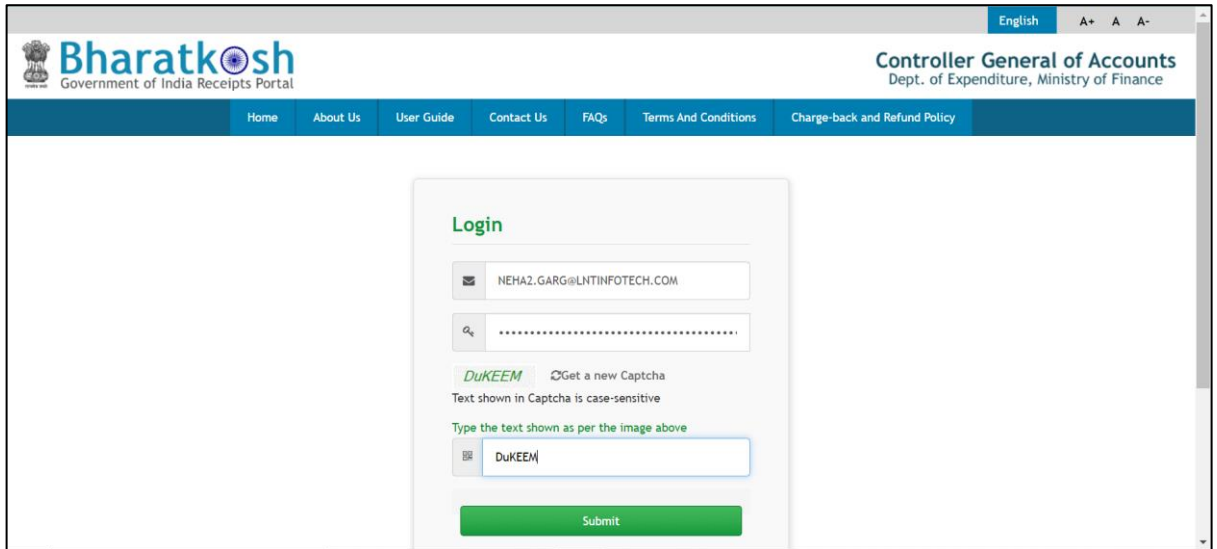 English A+ A A-
Bharatkosh
Government of India Receipts Portal
Controller General of Accounts
Dept. of Expenditure, Ministry of Finance
Home About Us User Guide Contact Us FAQs Terms And Conditions Charge-back and Refund Policy
Login
NEHA2.GARG@LNTINFOTECH.COM
DuKEEM Get a new Captcha
Text shown in Captcha is case-sensitive
Type the text shown as per the image above
DuKEEM
Submit